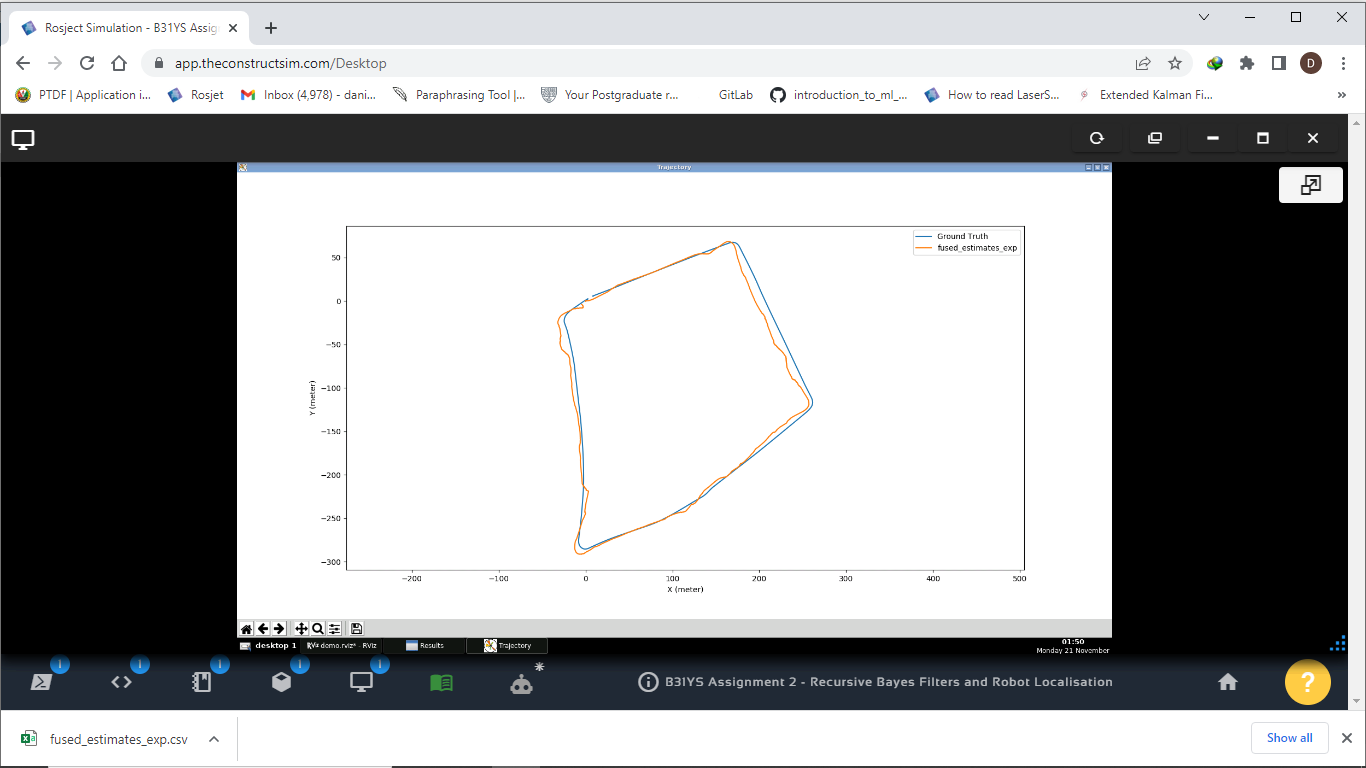 Rosject Simulation - B31YS Assig
app.theconstructsim.com/Desktop
D
PTDF | Application i...
Rosjet
Inbox (4,978) - dani...
Paraphrasing Tool |...
Your Postgraduate r...
GitLab
introduction_to_ml_...
How to read LaserS...
Extended Kalman Fi...
»
Trajectory
Ground Truth
fused_estimates_exp
50
0
−50
−100
−150
−200
−250
−300
Y (meter)
−200
−100
0
100
200
300
400
500
X (meter)
desktop 1
demo.rviz* - RViz
Results
Trajectory
01:50
Monday 21 November
B31YS Assignment 2 - Recursive Bayes Filters and Robot Localisation
?
fused_estimates_exp.csv
Show all